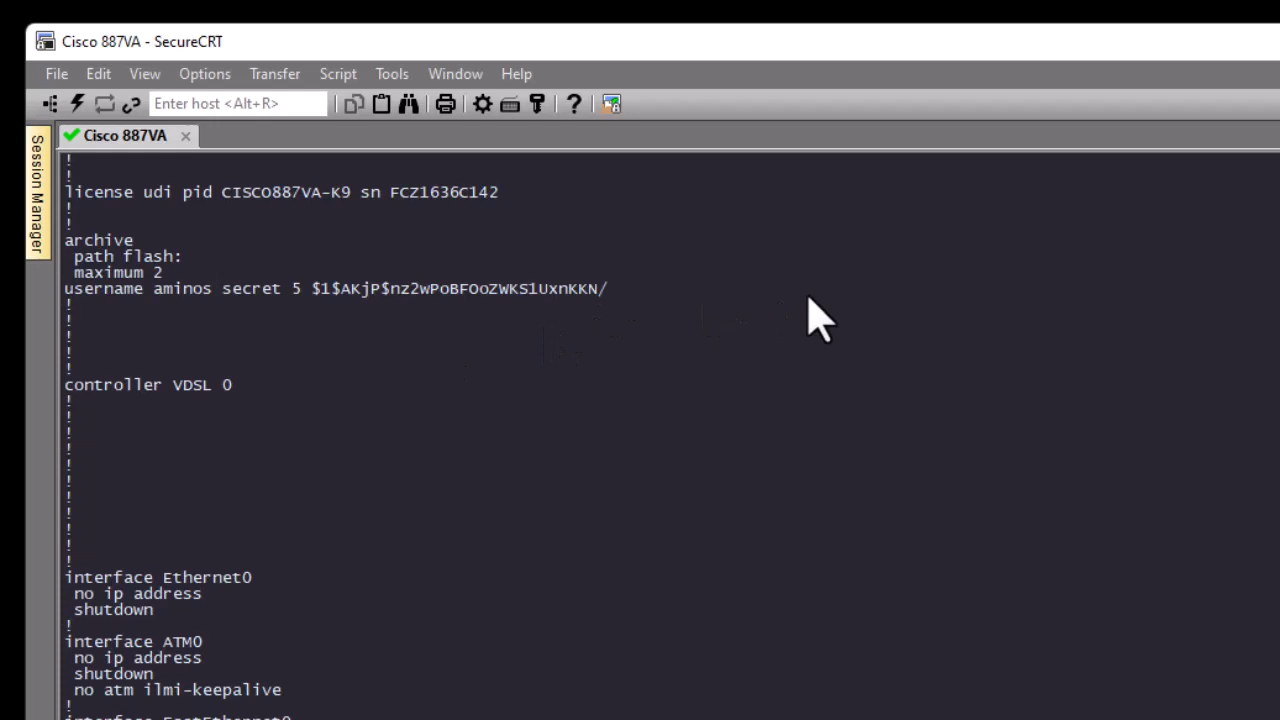 Cisco 887VA - SecureCRT
File Edit View Options Transfer Script Tools Window Help
Enter host <Alt+R>
Session Manager
Cisco 887VA
!
!
license udi pid CISCO887VA-K9 sn FCZ1636C142
!
!
archive
 path flash:
 maximum 2
username aminos secret 5 $1$AKjP$nz2wPoBFOoZWKS1UxnKKN/
!
!
!
!
!
controller VDSL 0
!
!
!
!
!
!
!
!
!
!
!
interface Ethernet0
 no ip address
 shutdown
!
interface ATM0
 no ip address
 shutdown
 no atm ilmi-keepalive
!
interface FastEthernet0